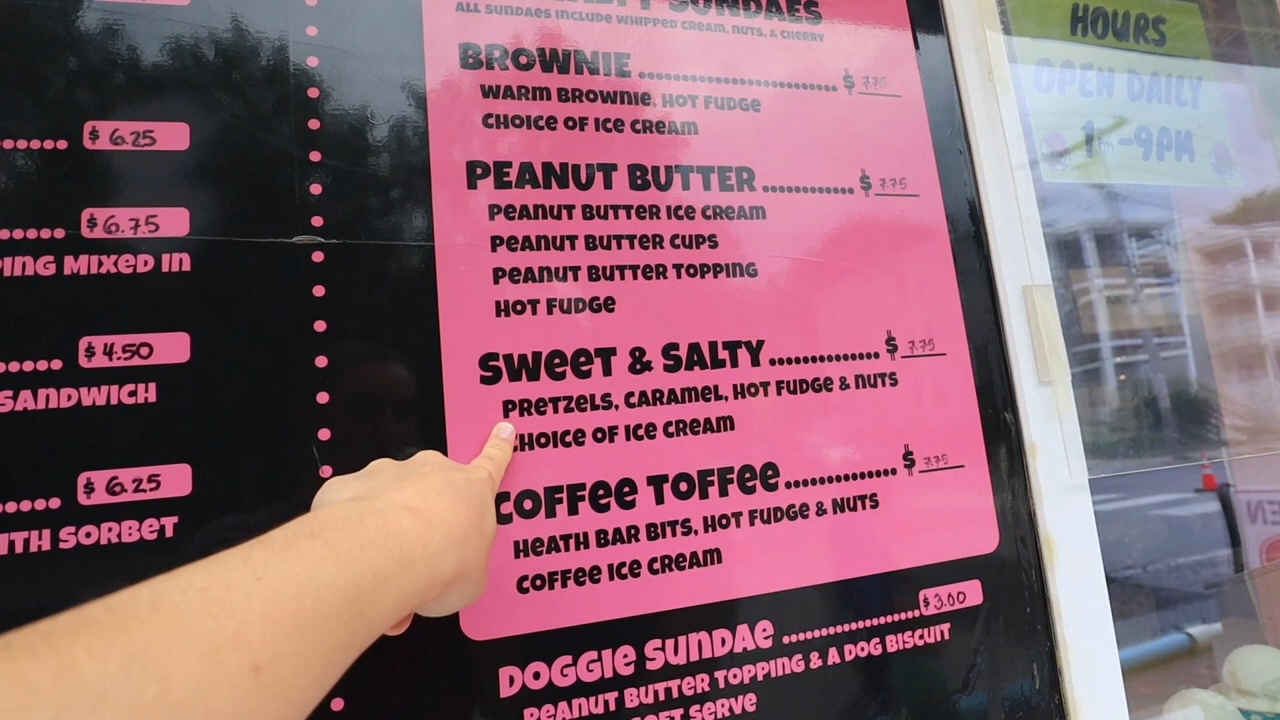 $ 6.25
$ 6.75
MIXED IN
$ 4.50
SANDWICH
$ 6.25
SORBET
SUNDAES
ALL SUNDAES INCLUDE WHIPPED CREAM, NUTS, & CHERRY
BROWNIE ........................... $ 7.75
WARM BROWNIE, HOT FUDGE
CHOICE OF ICE CREAM
PEANUT BUTTER ............ $ 7.75
PEANUT BUTTER ICE CREAM
PEANUT BUTTER CUPS
PEANUT BUTTER TOPPING
HOT FUDGE
SWEET & SALTY .............. $ 7.75
PRETZELS, CARAMEL, HOT FUDGE & NUTS
CHOICE OF ICE CREAM
COFFEE TOFFEE .............. $ 7.75
HEATH BAR BITS, HOT FUDGE & NUTS
COFFEE ICE CREAM
DOGGIE SUNDAE .................... $3.00
PEANUT BUTTER TOPPING & A DOG BISCUIT
SOFT SERVE
HOURS
OPEN DAILY
1PM-9PM